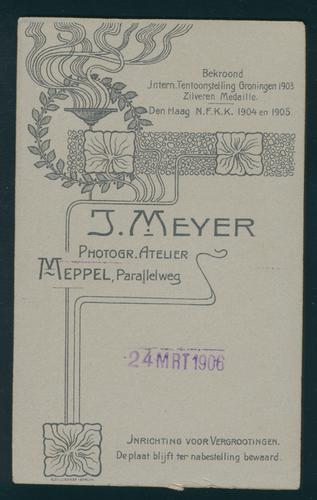 Bekroond
Jntern. Tentoonstelling Groningen 1903
Zilveren Medaille.
Den Haag N.F.K.K. 1904 en 1905
J. MEYER
PHOTOGR. ATELIER
MEPPEL, Parallelweg
24 MRT 1906
JNRICHTING VOOR VERGROOTINGEN.
De plaat blijft ter nabestelling bewaard.